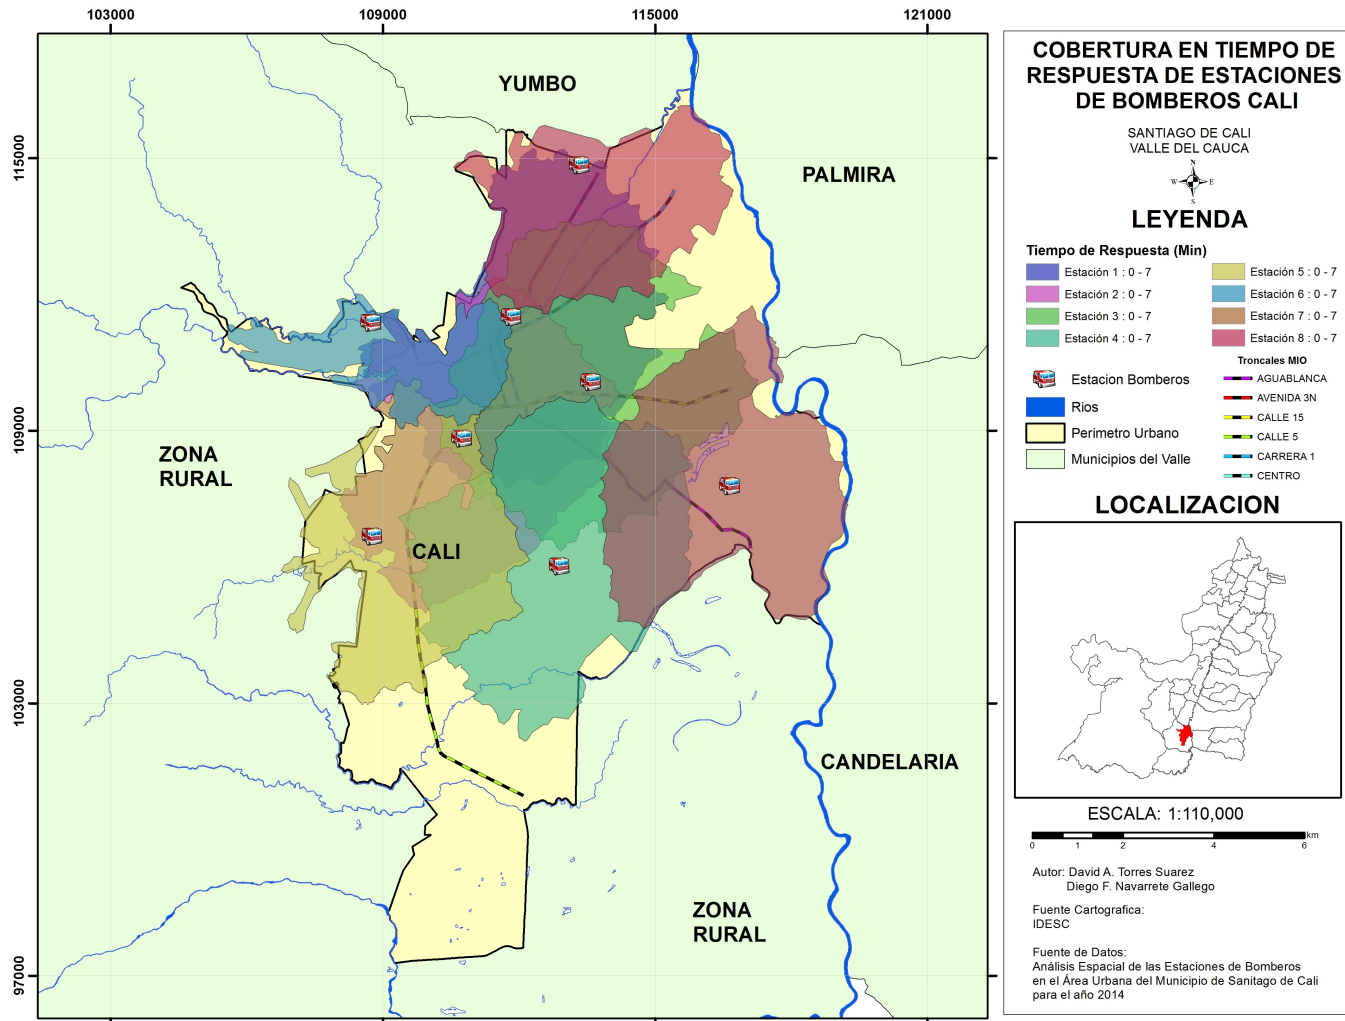 103000
109000
115000
121000
115000
109000
103000
97000
YUMBO
PALMIRA
ZONA
RURAL
CALI
CANDELARIA
ZONA
RURAL
COBERTURA EN TIEMPO DE
RESPUESTA DE ESTACIONES
DE BOMBEROS CALI
SANTIAGO DE CALI
VALLE DEL CAUCA
N
W
E
S
LEYENDA
Tiempo de Respuesta (Min)
Estación 1 : 0 - 7
Estación 2 : 0 - 7
Estación 3 : 0 - 7
Estación 4 : 0 - 7
Estación 5 : 0 - 7
Estación 6 : 0 - 7
Estación 7 : 0 - 7
Estación 8 : 0 - 7
Estacion Bomberos
Rios
Perimetro Urbano
Municipios del Valle
Troncales MIO
AGUABLANCA
AVENIDA 3N
CALLE 15
CALLE 5
CARRERA 1
CENTRO
LOCALIZACION
ESCALA: 1:110,000
km
0 1 2 4 6
Autor: David A. Torres Suarez
Diego F. Navarrete Gallego
Fuente Cartografica:
IDESC
Fuente de Datos:
Análisis Espacial de las Estaciones de Bomberos
en el Área Urbana del Municipio de Sanitago de Cali
para el año 2014